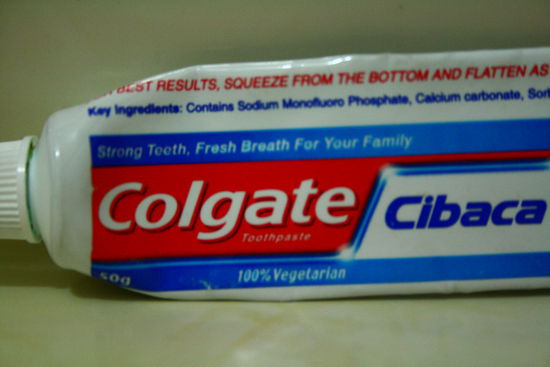 BEST RESULTS, SQUEEZE FROM THE BOTTOM AND FLATTEN AS
Key Ingredients: Contains Sodium Monofluoro Phosphate, Calcium carbonate,
Strong Teeth, Fresh Breath For Your Family
Colgate Cibaca
Toothpaste
100% Vegetarian